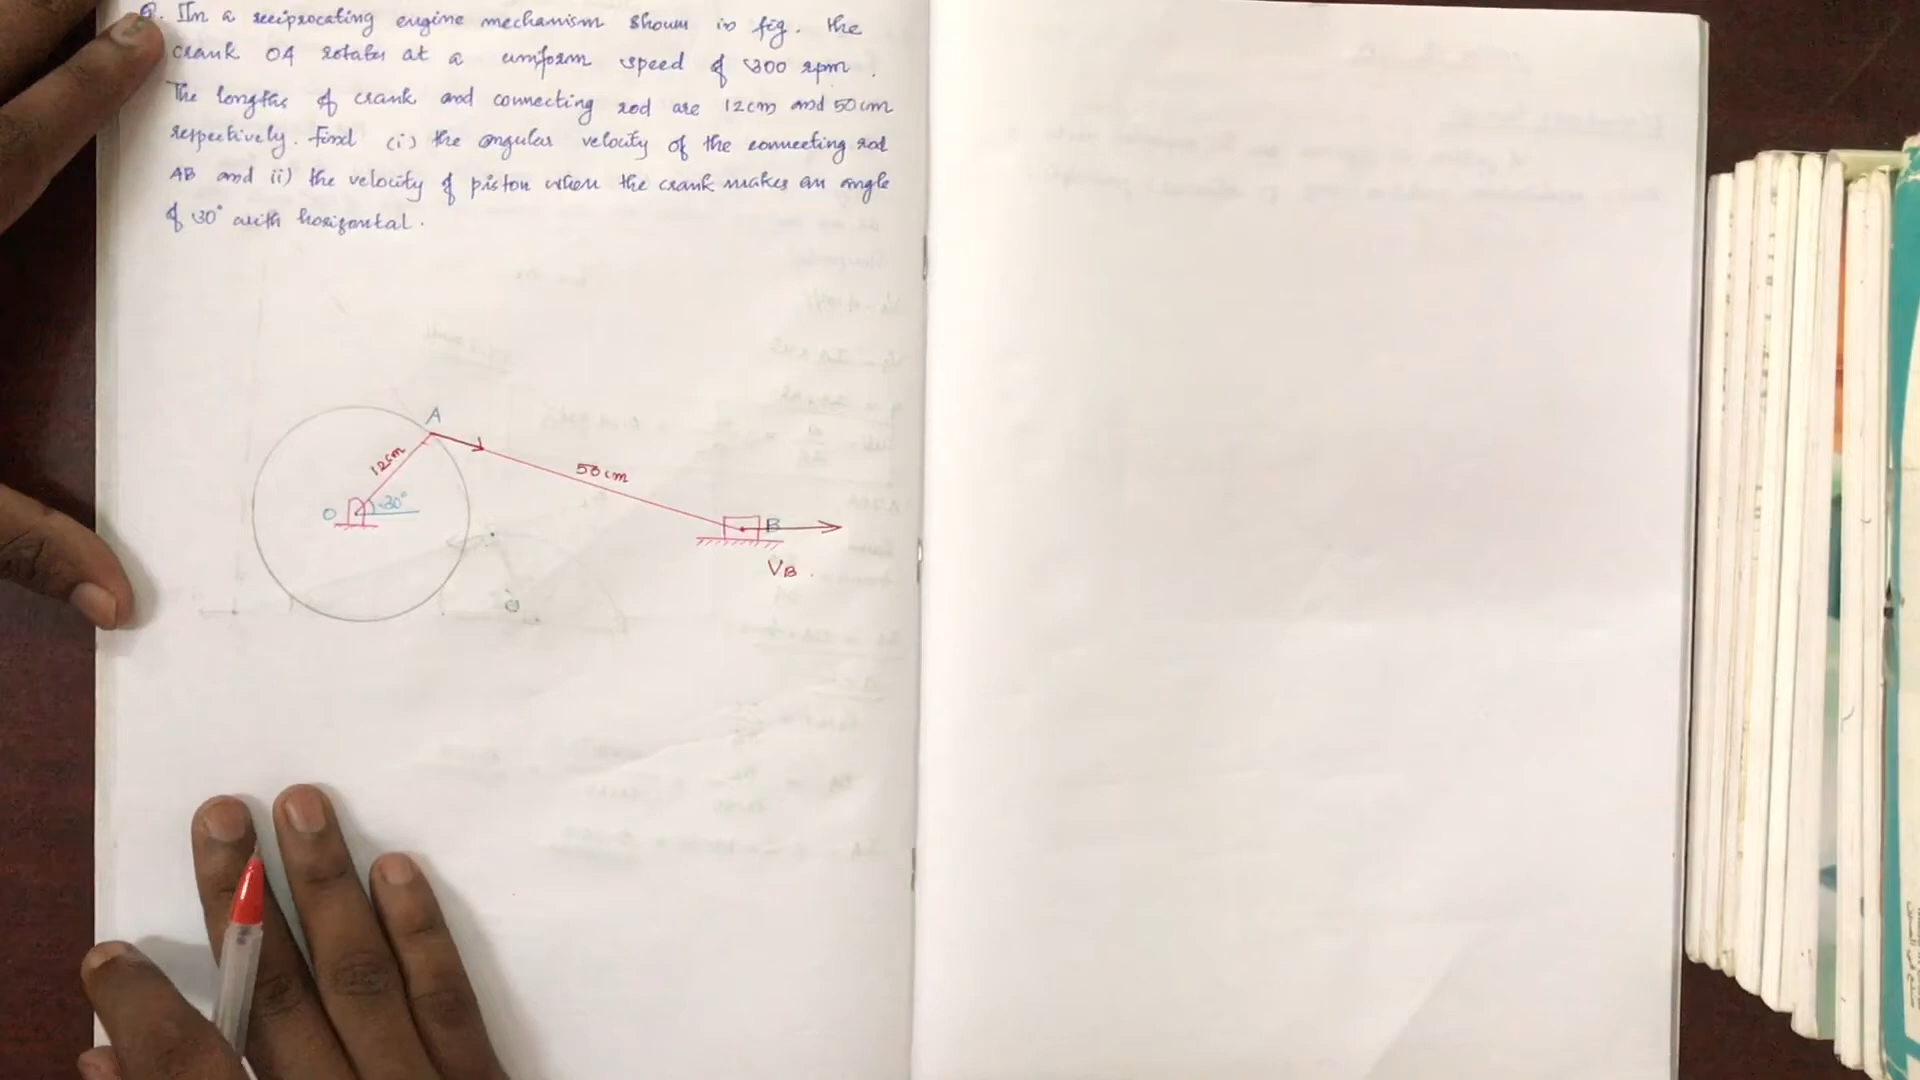 Q. In a reciprocating engine mechanism shown in fig. the
crank OA rotates at a uniform speed of 300 rpm.
The lengths of crank and connecting rod are 12cm and 50cm
respectively. Find (i) the angular velocity of the connecting rod
AB and ii) the velocity of piston when the crank makes an angle
of 30° with horizontal.
A
12cm
50cm
O
30°
B
VB.